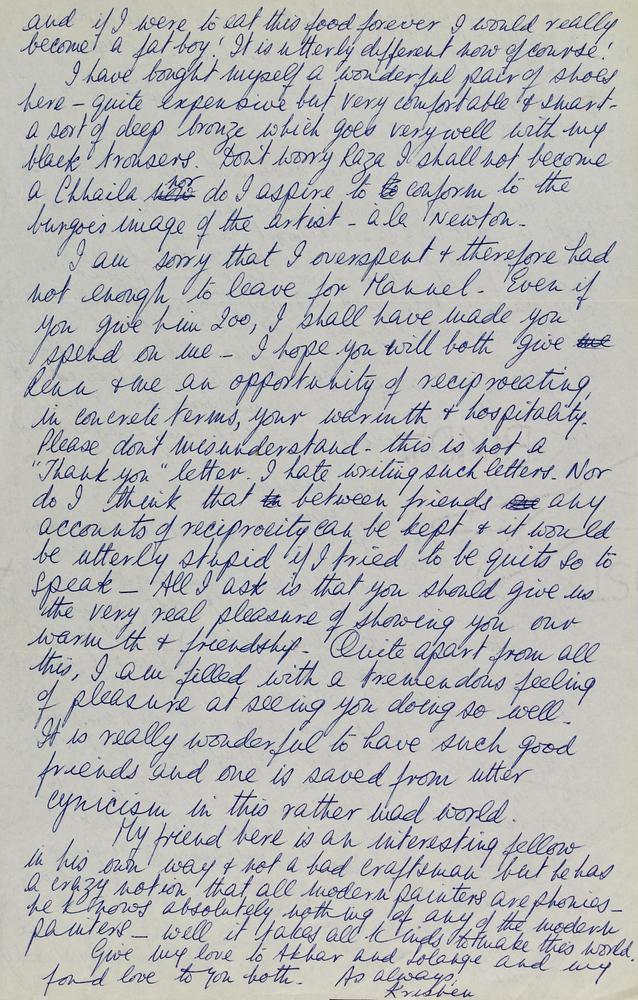 and if I were to eat this food forever I would really
become a fat boy! It is utterly different now of course!
I have bought myself a wonderful pair of shoes
here - quite expensive but very comfortable & smart -
a sort of deep bronze which goes very well with my
black trousers. Don't worry Raza I shall not become
a Chhaila nor do I aspire to conform to the
burgois image of the artist - a la Newton.
I am sorry that I overspent & therefore had
not enough to leave for Manuel. Even if
you give him 200, I shall have made you
spend on me - I hope you will both give
Renu & me an opportunity of reciprocating,
in concrete terms, your warmth & hospitality.
Please don't misunderstand - this is not a
"Thank you" letter. I hate writing such letters. Nor
do I think that between friends any
accounts of reciprocity can be kept & it would
be utterly stupid if I tried to be quits so to
speak - All I ask is that you should give us
the very real pleasure of showing you our
warmth & friendship. Quite apart from all
this, I am filled with a tremendous feeling
of pleasure at seeing you doing so well.
It is really wonderful to have such good
friends and one is saved from utter
cynicism in this rather mad world.
My friend here is an interesting fellow
in his own way & not a bad craftsman but he has
a crazy notion that all modern painters are phonies -
he knows absolutely nothing of any of the modern
painters - well it takes all kinds to make this world.
Give my love to Akbar and Solange and my
fond love to you both. As always,
Krishen